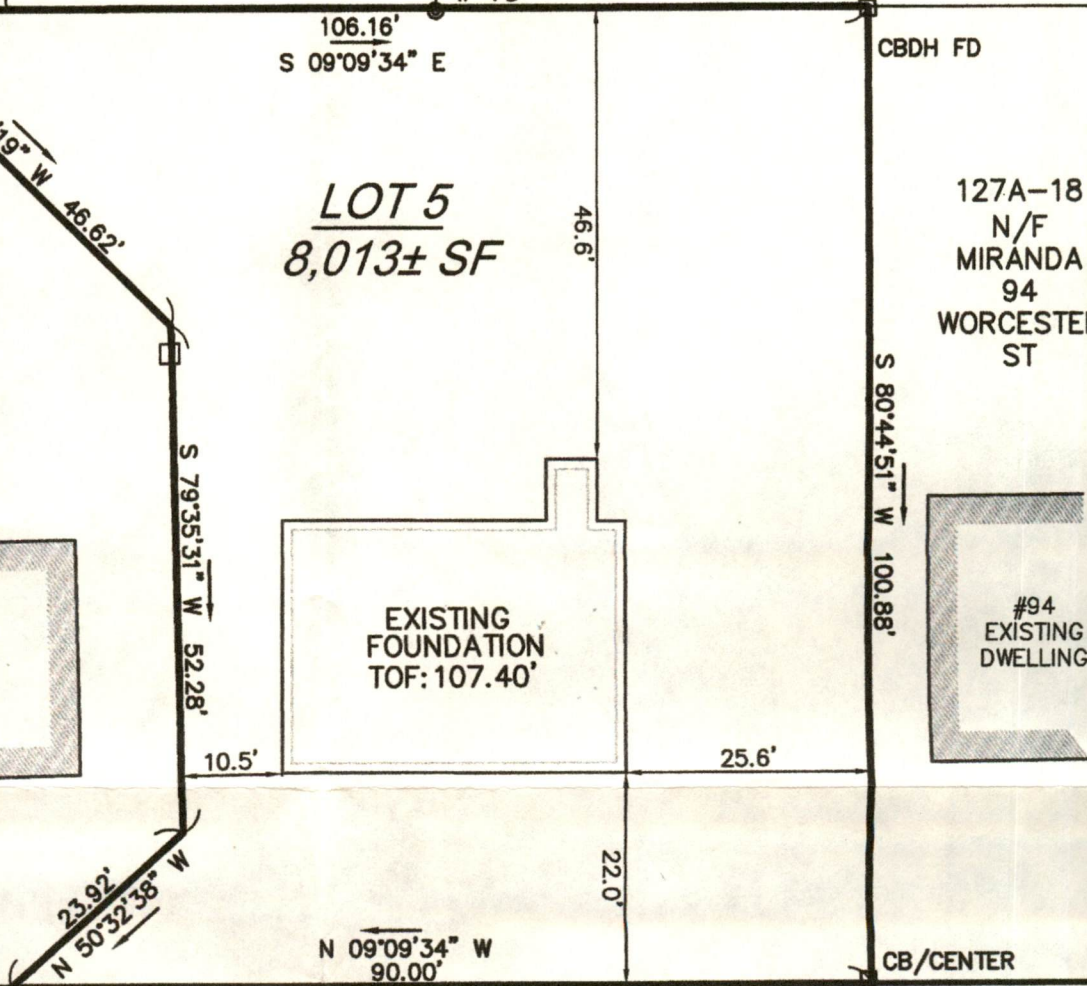 106.16'
S 09°09'34" E
CBDH FD
19" W
46.62'
LOT 5
8,013± SF
46.6'
127A-18
N/F
MIRANDA
94
ST
S 80°44'51" W 100.88'
S 79°35'31" W 52.28'
EXISTING
FOUNDATION
TOF: 107.40'
#94
EXISTING
DWELLING
10.5'
25.6'
22.0'
23.92'
N 50°32'38" W
N 09°09'34" W
90.00'
CB/CENTER